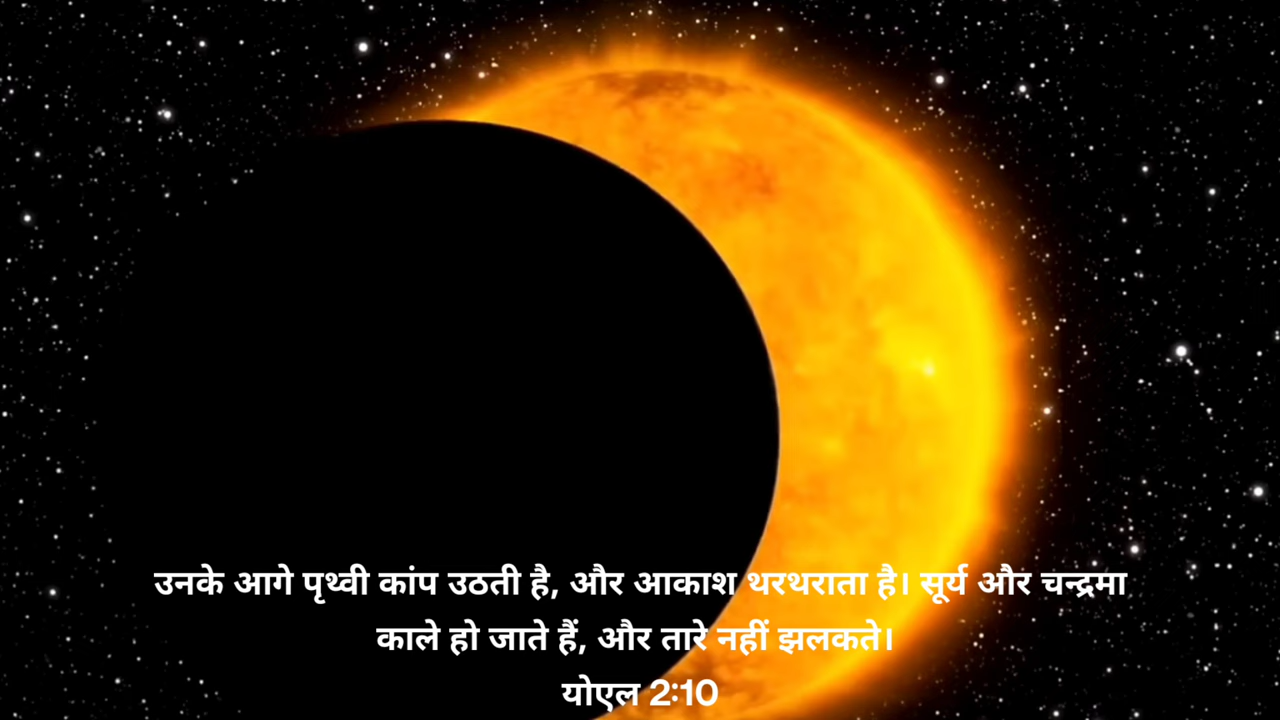 उनके आगे पृथ्वी कांप उठती है, और आकाश थरथराता है। सूर्य और चन्द्रमा
काले हो जाते हैं, और तारे नहीं झलकते।
योएल 2:10